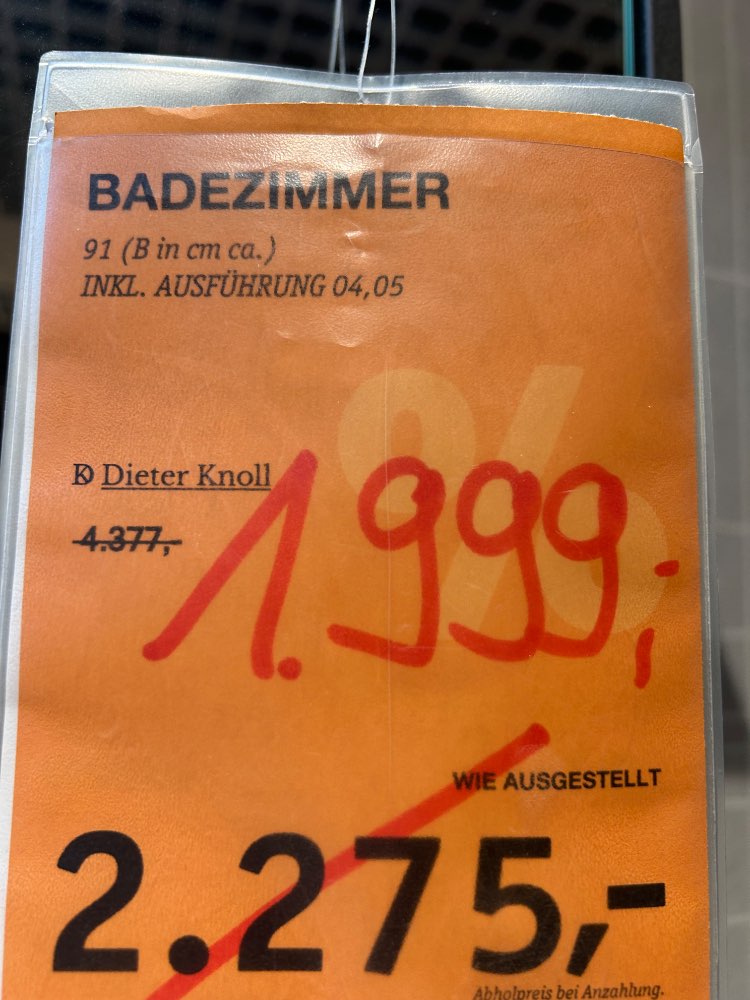 BADEZIMMER
91 (B in cm ca.)
INKL. AUSFÜHRUNG 04,05
%
Dieter Knoll
4.377,-
1.999,-
WIE AUSGESTELLT
2.275,-
Abholpreis bei Anzahlung.